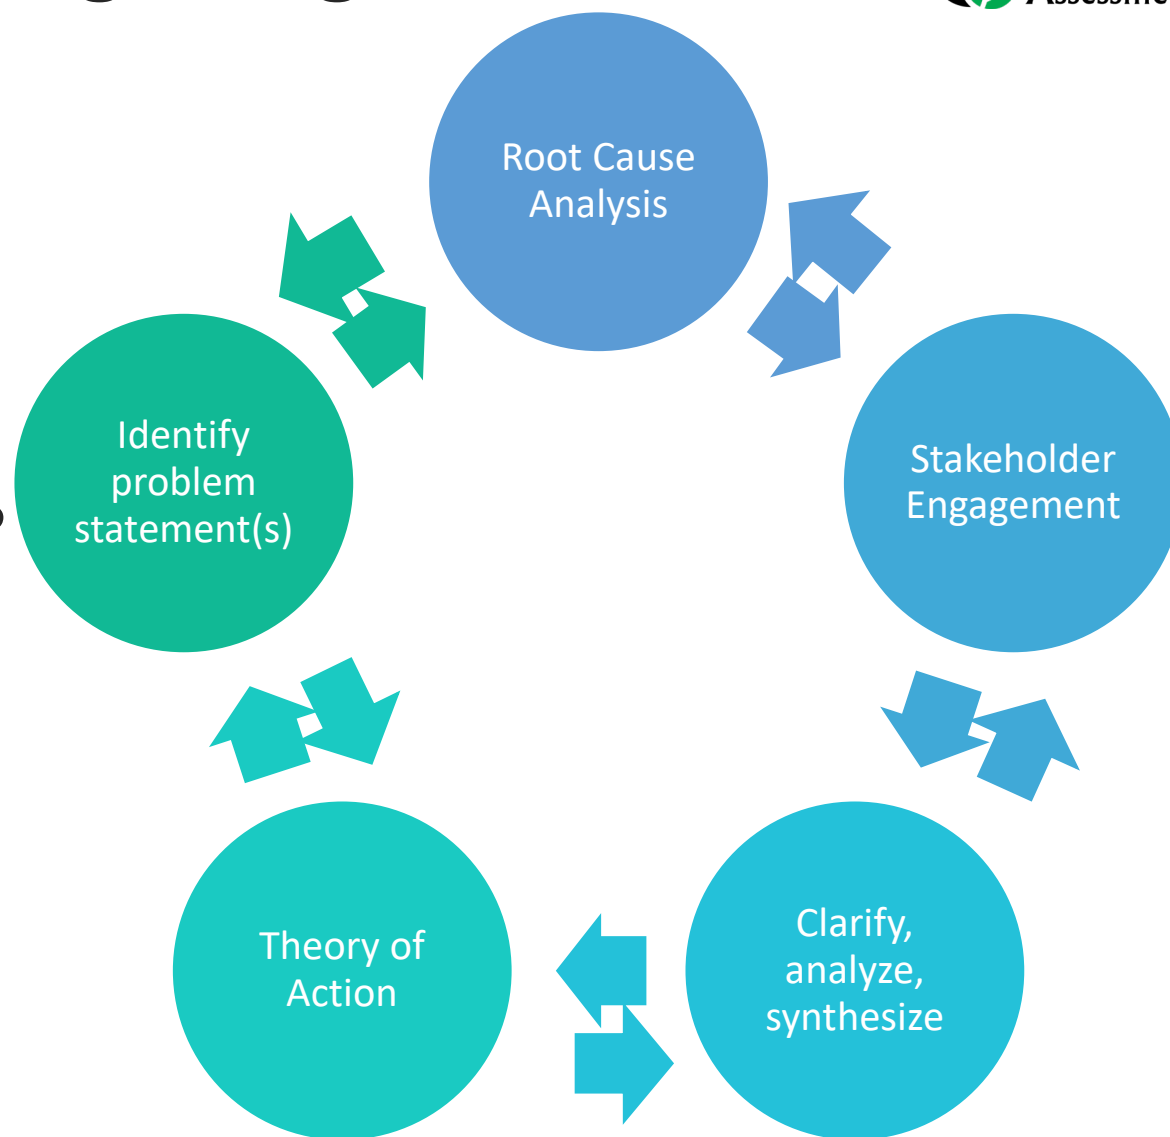 Root Cause
Analysis
Identify
problem
statement(s)
Stakeholder
Engagement
Theory of
Action
Clarify,
analyze,
synthesize